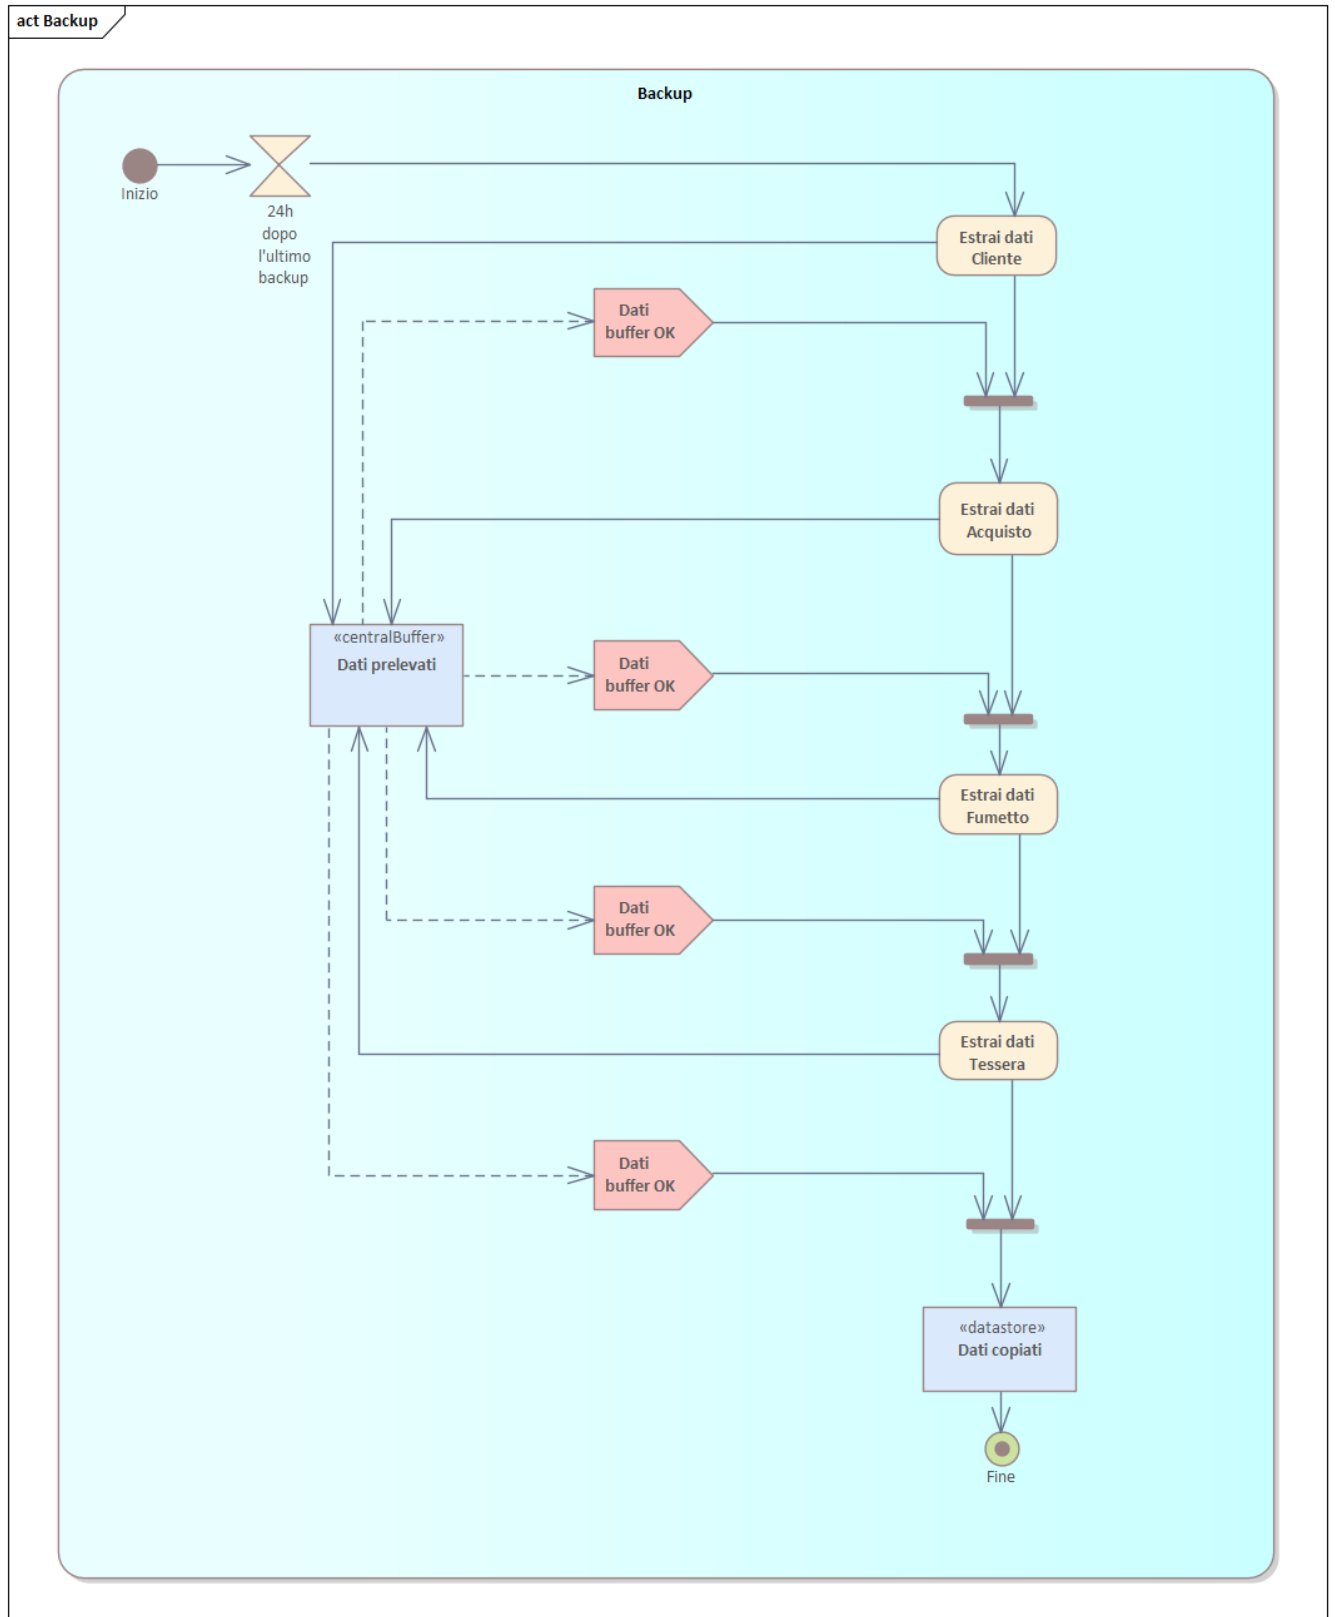 act Backup
Backup
Inizio
24h
dopo
l'ultimo
backup
Estrai dati
Cliente
Dati
buffer OK
Estrai dati
Acquisto
«centralBuffer»
Dati prelevati
Dati
buffer OK
Estrai dati
Fumetto
Dati
buffer OK
Estrai dati
Tessera
Dati
buffer OK
«datastore»
Dati copiati
Fine